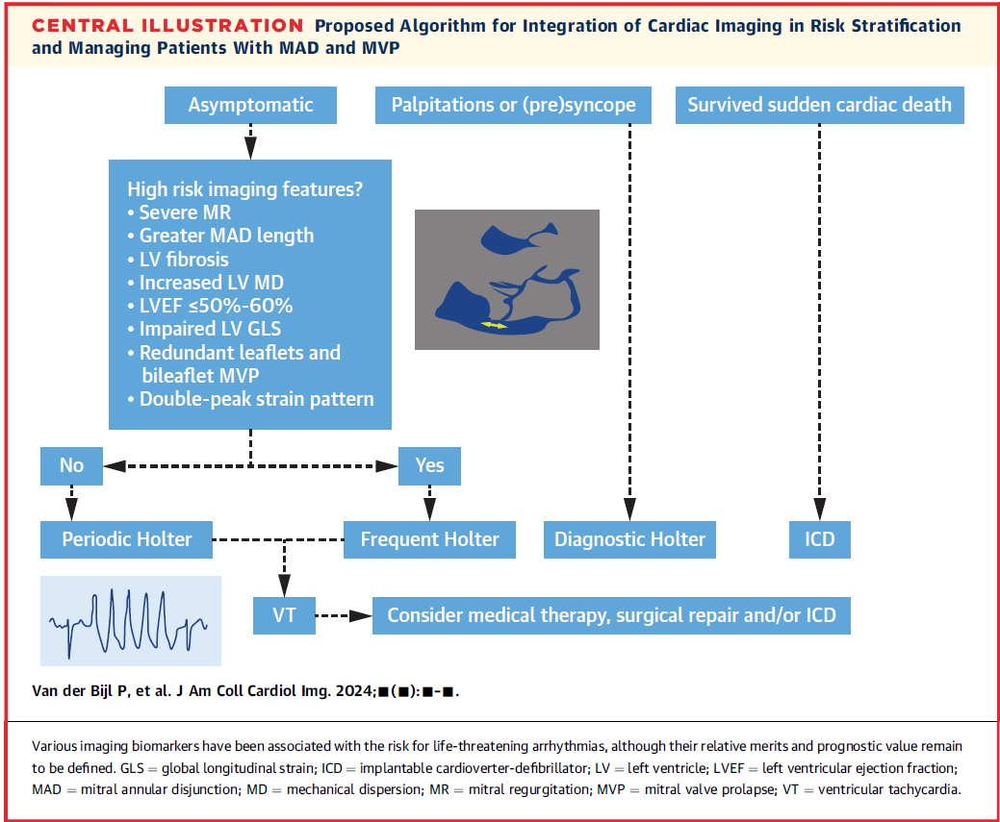 CENTRAL ILLUSTRATION Proposed Algorithm for Integration of Cardiac Imaging in Risk Stratification
and Managing Patients With MAD and MVP
Asymptomatic
Palpitations or (pre)syncope
Survived sudden cardiac death
High risk imaging features?
• Severe MR
• Greater MAD length
• LV fibrosis
• Increased LV MD
• LVEF ≤50%-60%
• Impaired LV GLS
• Redundant leaflets and
bileaflet MVP
• Double-peak strain pattern
No
Yes
Periodic Holter
Frequent Holter
Diagnostic Holter
ICD
VT
Consider medical therapy, surgical repair and/or ICD
Van der Bijl P, et al. J Am Coll Cardiol Img. 2024;■(■):■-■.
Various imaging biomarkers have been associated with the risk for life-threatening arrhythmias, although their relative merits and prognostic value remain
to be defined. GLS = global longitudinal strain; ICD = implantable cardioverter-defibrillator; LV = left ventricle; LVEF = left ventricular ejection fraction;
MAD = mitral annular disjunction; MD = mechanical dispersion; MR = mitral regurgitation; MVP = mitral valve prolapse; VT = ventricular tachycardia.